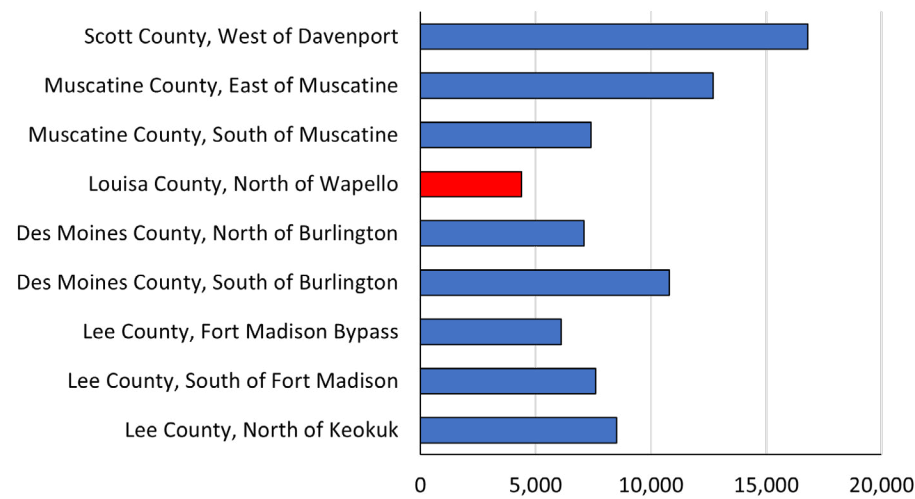 Scott County, West of Davenport
Muscatine County, East of Muscatine
Muscatine County, South of Muscatine
Louisa County, North of Wapello
Des Moines County, North of Burlington
Des Moines County, South of Burlington
Lee County, Fort Madison Bypass
Lee County, South of Fort Madison
Lee County, North of Keokuk
0 5,000 10,000 15,000 20,000